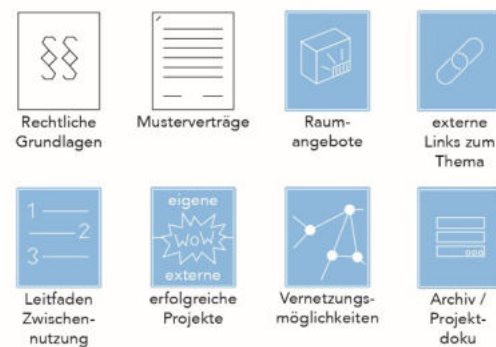 §§
Rechtliche
Grundlagen
Musterverträge
Raum-
angebote
externe
Links zum
Thema
1
2
3
Leitfaden
Zwischen-
nutzung
eigene
WOW
externe
erfolgreiche
Projekte
Vernetzungs-
möglichkeiten
Archiv /
Projekt-
doku